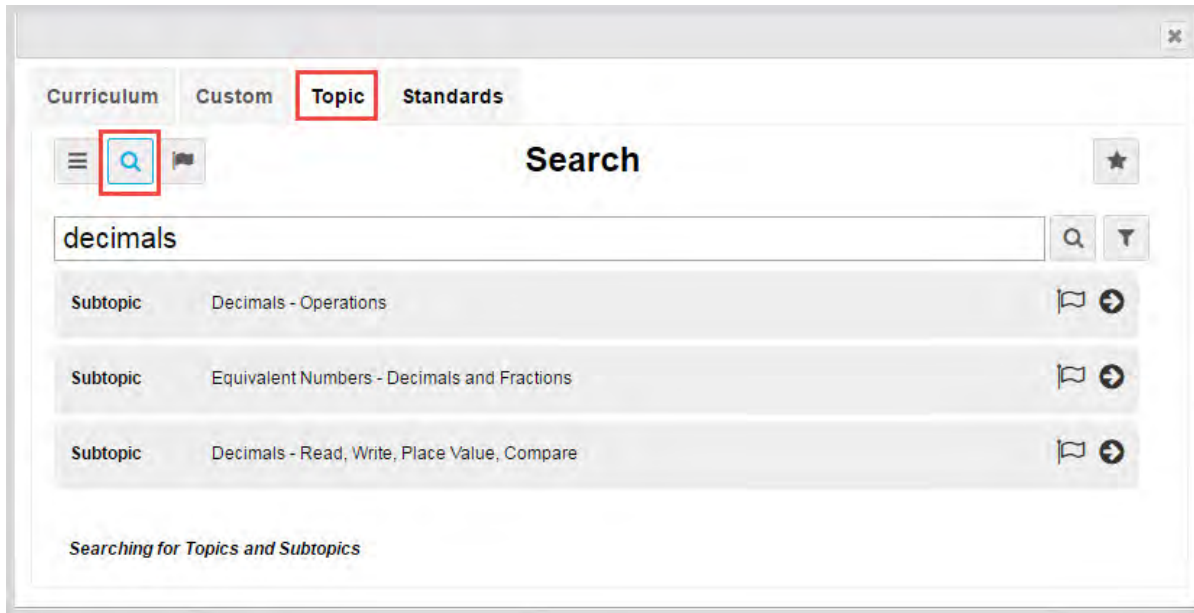 Curriculum Custom Topic Standards
Search
decimals
Subtopic Decimals - Operations
Subtopic Equivalent Numbers - Decimals and Fractions
Subtopic Decimals - Read, Write, Place Value, Compare
Searching for Topics and Subtopics